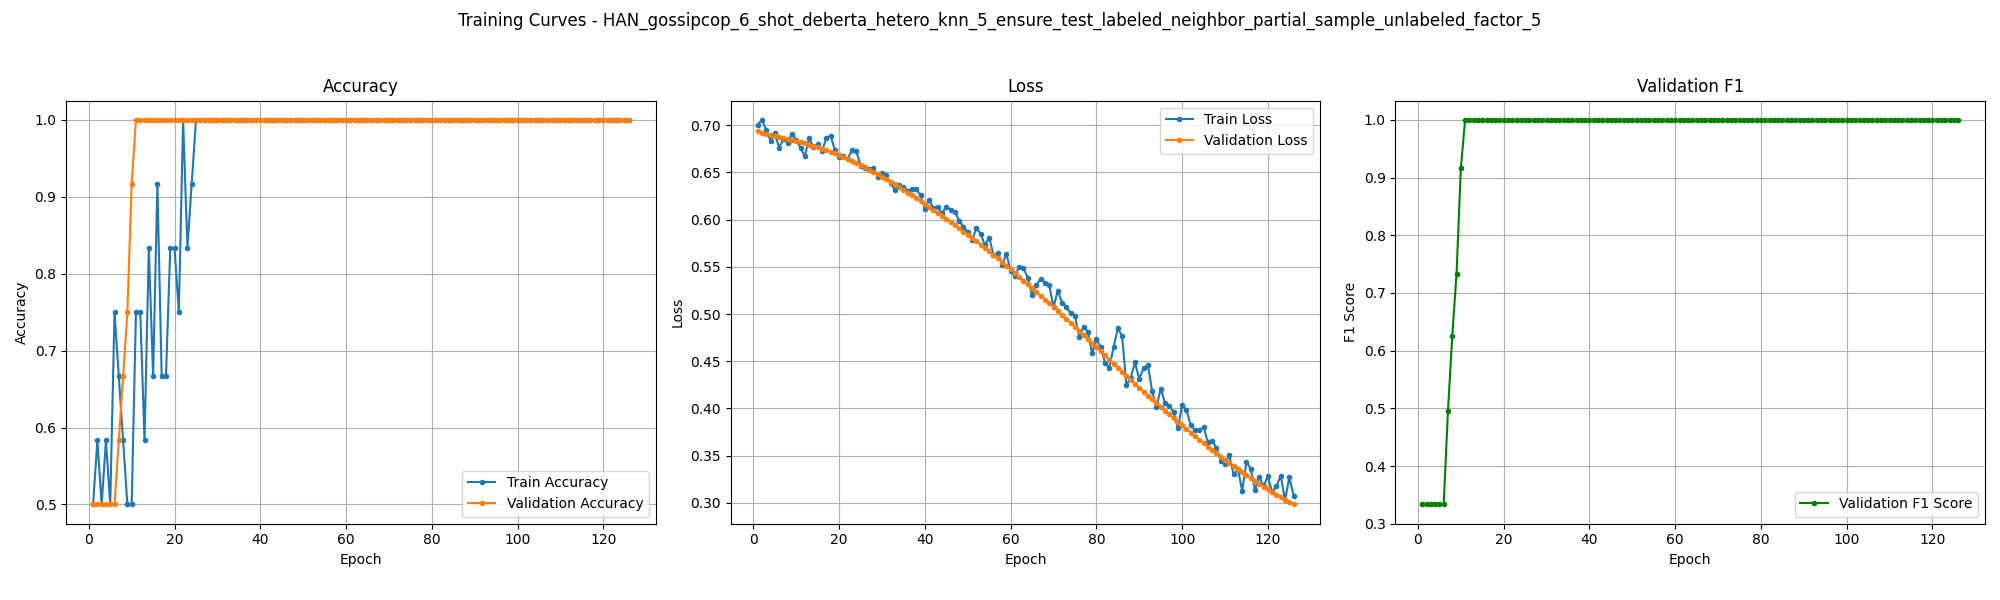 Training Curves - HAN_gossipcop_6_shot_deberta_hetero_knn_5_ensure_test_labeled_neighbor_partial_sample_unlabeled_factor_5
Accuracy
Accuracy
1.0
0.9
0.8
0.7
0.6
0.5
0 20 40 60 80 100 120
Epoch
Train Accuracy
Validation Accuracy
Loss
Loss
0.70
0.65
0.60
0.55
0.50
0.45
0.40
0.35
0.30
0 20 40 60 80 100 120
Epoch
Train Loss
Validation Loss
Validation F1
F1 Score
1.0
0.9
0.8
0.7
0.6
0.5
0.4
0.3
0 20 40 60 80 100 120
Epoch
Validation F1 Score